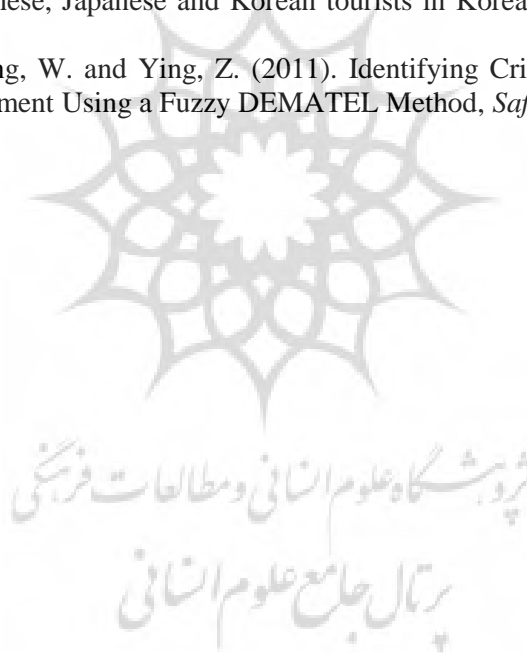 nese, Japanese and Korean tourists in Korea
ng, W. and Ying, Z. (2011). Identifying Cri
ment Using a Fuzzy DEMATEL Method, Saf
پژوهشگاه علوم انسانی و مطالعات فرهنگی
پرتال جامع علوم انسانی